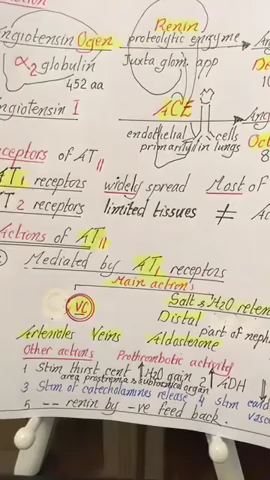 Angiotensin Ogen
Renin
proteolytic enzyme
α2 globulin
452 aa
Juxta glom. app
Angiotensin I
ACE
endothelial cells
primarily in lungs
receptors of AT II
AT1 receptors widely spread Most of
AT2 receptors limited tissues ≠
Actions of AT II
Mediated by AT1 receptors
Main actions
VC
Salt & H2O reten
Distal part of neph
Arterioles Veins Aldosterone
Other actions Prothrombotic activity
1 Stim thirst cent ↑ H2O gain 2 ↑ ADH
area postrema & subfornical organ
3 Stim of catecholamines release 4 stim
5 -- renin by -ve feed back.